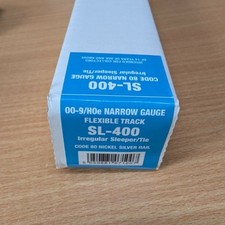 CODE 80 NARROW GAUGE
SL-400
Irregular Sleeper/Tie
00-9/H0e NARROW GAUGE
FLEXIBLE TRACK
SL-400
Irregular Sleeper/Tie
CODE 80 NICKEL SILVER RAIL